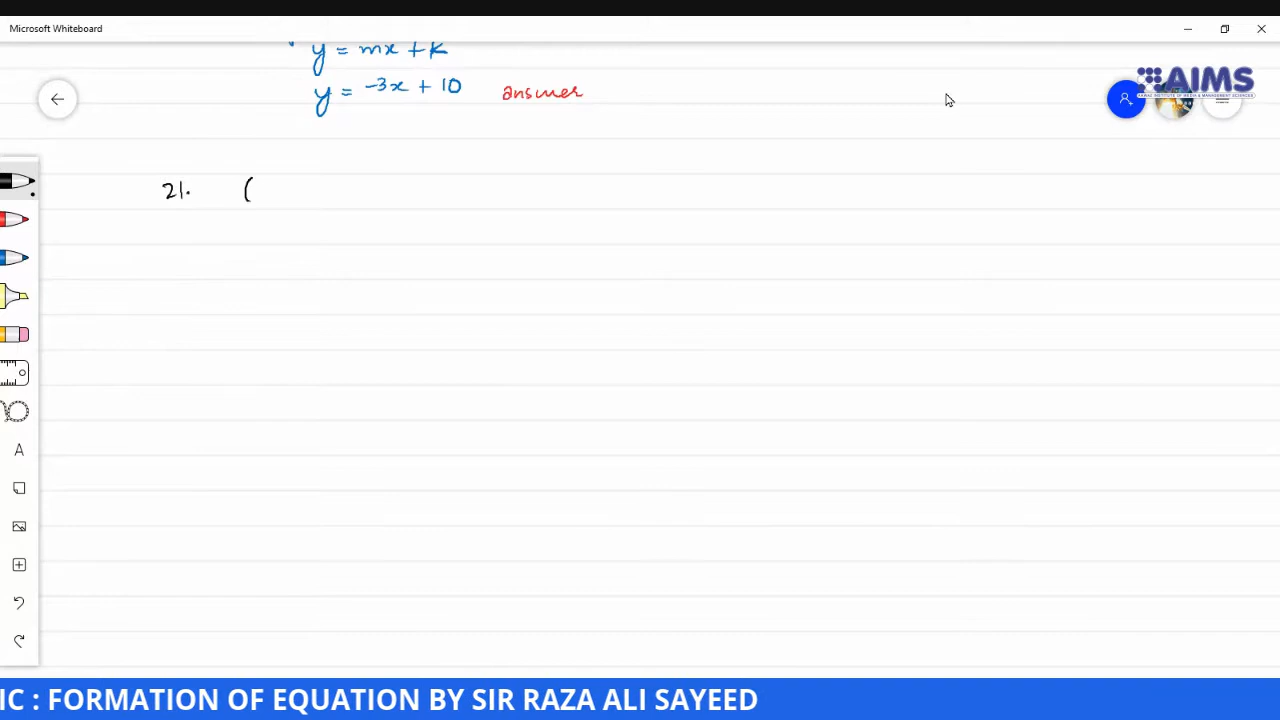 Microsoft Whiteboard
y = mx + k
y = -3x + 10 answer
AIMS
21. (
A
IC : FORMATION OF EQUATION BY SIR RAZA ALI SAYEED